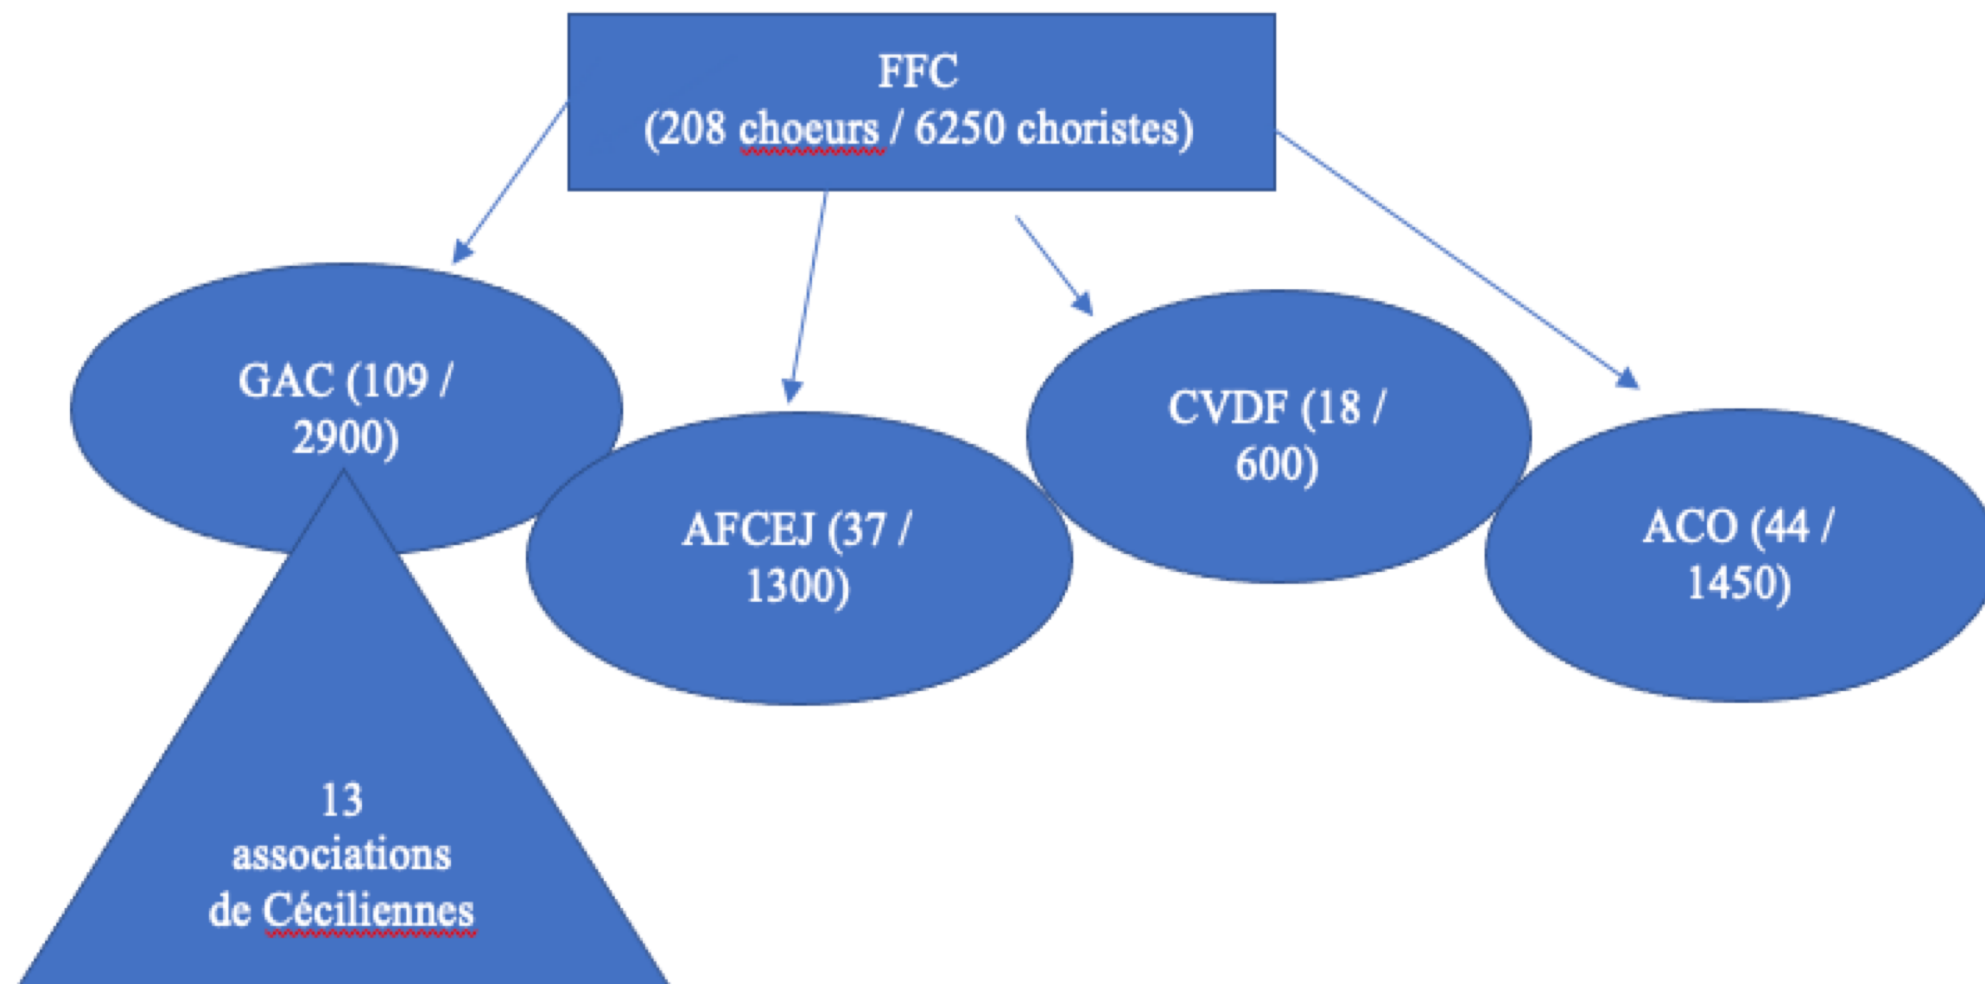 FFC
(208 choeurs / 6250 choristes)
GAC (109 /
2900)
AFCEJ (37 /
1300)
CVDF (18 /
600)
ACO (44 /
1450)
13
associations
de Céciliennes